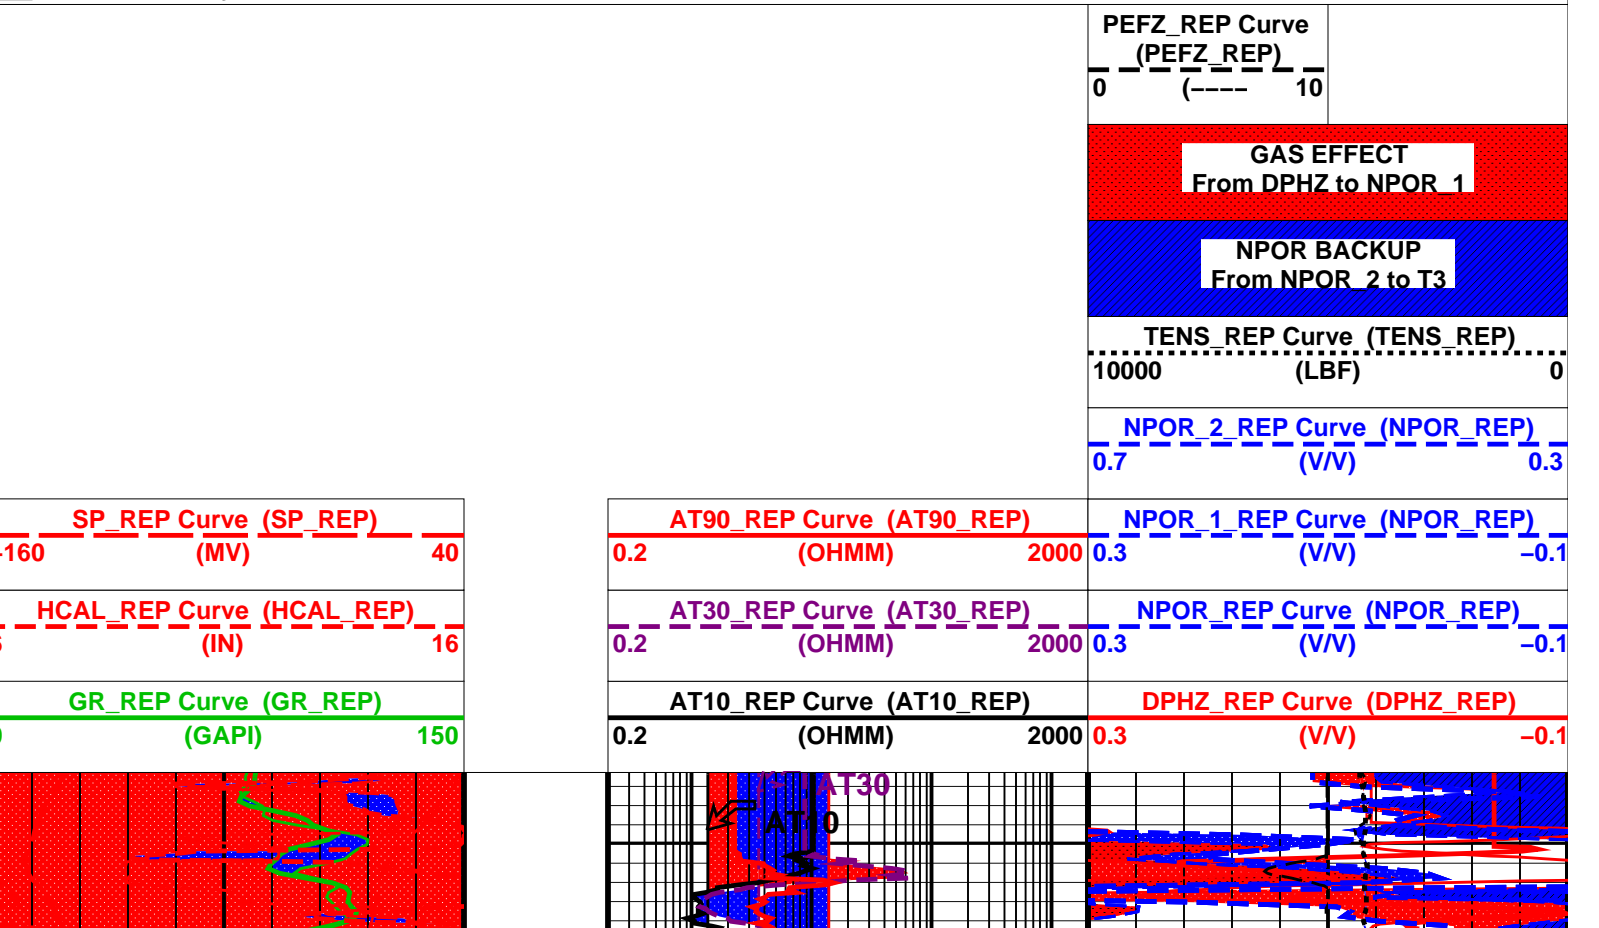 PEFZ_REP Curve
(PEFZ_REP)
0 (---- 10
GAS EFFECT
From DPHZ to NPOR_1
NPOR BACKUP
From NPOR_2 to T3
TENS_REP Curve (TENS_REP)
10000 (LBF) 0
NPOR_2_REP Curve (NPOR_REP)
0.7 (V/V) 0.3
SP_REP Curve (SP_REP)
-160 (MV) 40
AT90_REP Curve (AT90_REP)
0.2 (OHMM) 2000
NPOR_1_REP Curve (NPOR_REP)
0.3 (V/V) -0.1
HCAL_REP Curve (HCAL_REP)
(IN) 16
AT30_REP Curve (AT30_REP)
0.2 (OHMM) 2000
NPOR_REP Curve (NPOR_REP)
0.3 (V/V) -0.1
GR_REP Curve (GR_REP)
(GAPI) 150
AT10_REP Curve (AT10_REP)
0.2 (OHMM) 2000
DPHZ_REP Curve (DPHZ_REP)
0.3 (V/V) -0.1
AT30
AT10